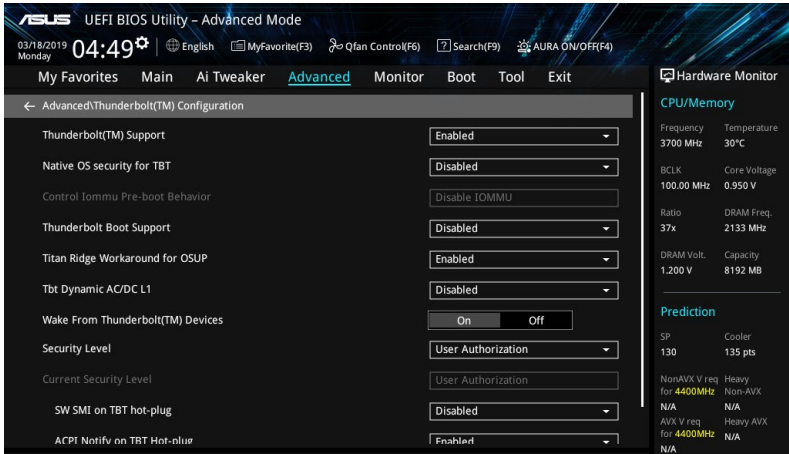 ASUS UEFI BIOS Utility – Advanced Mode
03/18/2019 Monday 04:49 English MyFavorite(F3) Qfan Control(F6) ? Search(F9) AURA ON/OFF(F4)
My Favorites Main Ai Tweaker Advanced Monitor Boot Tool Exit
← Advanced\Thunderbolt(TM) Configuration
Thunderbolt(TM) Support Enabled
Native OS security for TBT Disabled
Control Iommu Pre-boot Behavior Disable IOMMU
Thunderbolt Boot Support Disabled
Titan Ridge Workaround for OSUP Enabled
Tbt Dynamic AC/DC L1 Disabled
Wake From Thunderbolt(TM) Devices On Off
Security Level User Authorization
Current Security Level User Authorization
SW SMI on TBT hot-plug Disabled
ACPI Notify on TBT Hot-plug Enabled
Hardware Monitor
CPU/Memory
Frequency Temperature
3700 MHz 30°C
BCLK Core Voltage
100.00 MHz 0.950 V
Ratio DRAM Freq.
37x 2133 MHz
DRAM Volt. Capacity
1.200 V 8192 MB
Prediction
SP Cooler
130 135 pts
NonAVX V req Heavy
for 4400MHz Non-AVX
N/A N/A
AVX V req Heavy AVX
for 4400MHz N/A
N/A